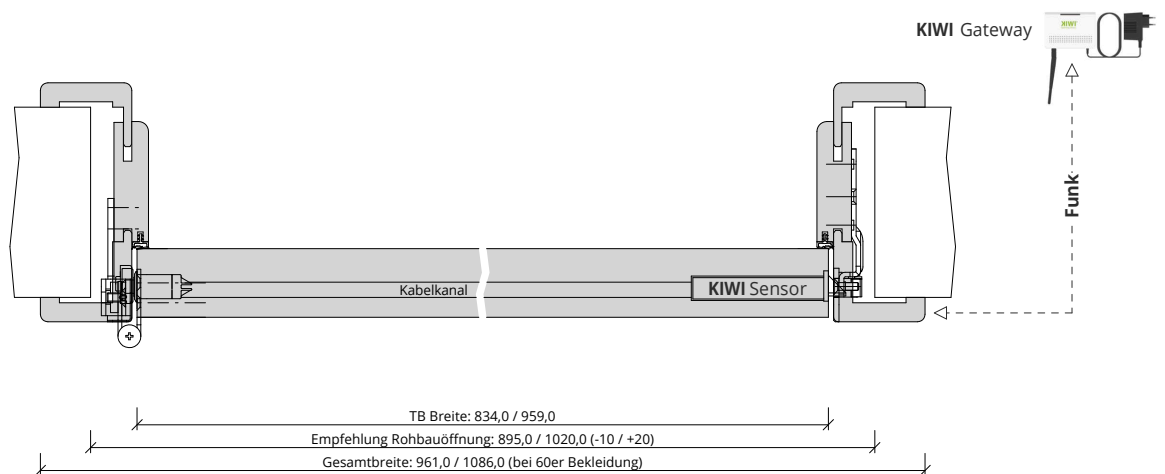 KIWI Gateway
KIWI
Funk
Kabelkanal
KIWI Sensor
TB Breite: 834,0 / 959,0
Empfehlung Rohbauöffnung: 895,0 / 1020,0 (-10 / +20)
Gesamtbreite: 961,0 / 1086,0 (bei 60er Bekleidung)